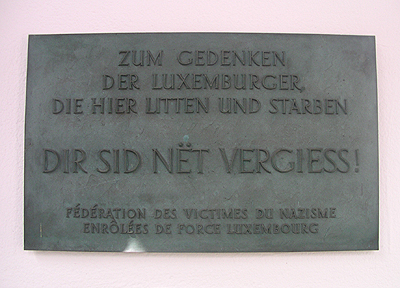 ZUM GEDENKEN
DER LUXEMBURGER,
DIE HIER LITTEN UND STARBEN
DIR SID NËT VERGIESS!
FÉDÉRATION DES VICTIMES DU NAZISME
ENRÔLÉES DE FORCE LUXEMBOURG